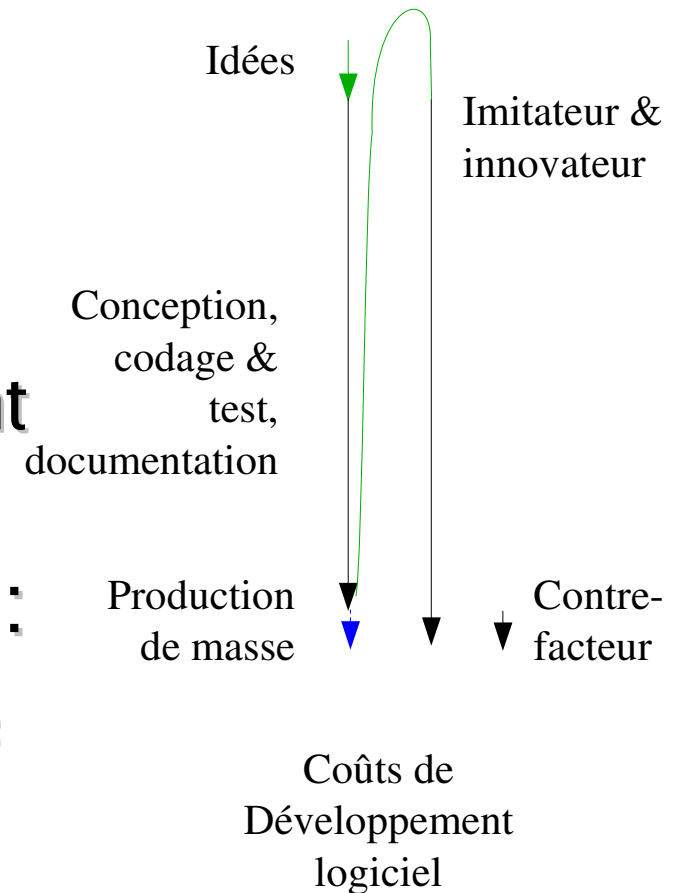 Idées
Imitateur &
innovateur
Conception,
codage &
test,
documentation
Production
de masse
Contre-
facteur
Coûts de
Développement
logiciel